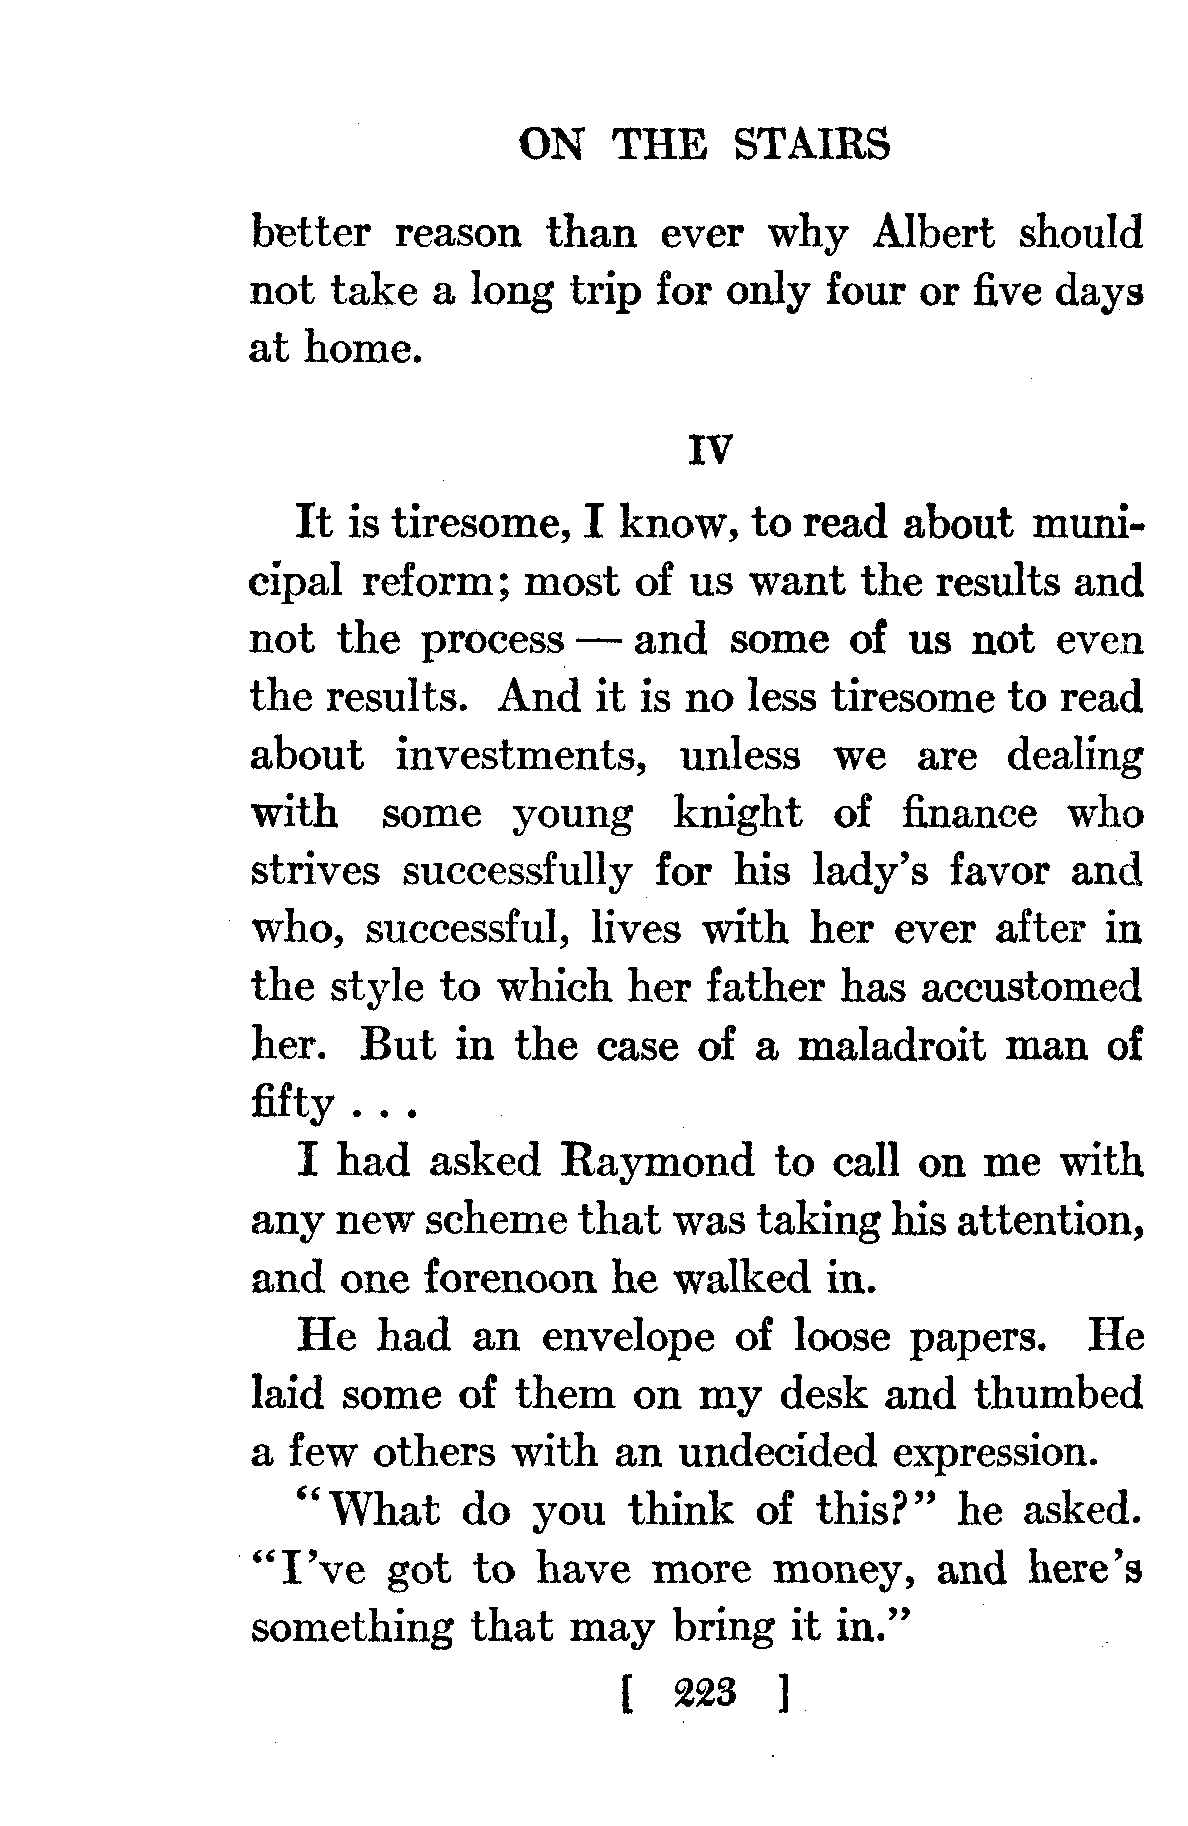 ON THE STAIRS
better reason than ever why Albert should
not take a long trip for only four or five days
at home.
IV
It is tiresome, I know, to read about muni-
cipal reform; most of us want the results and
not the process — and some of us not even
the results. And it is no less tiresome to read
about investments, unless we are dealing
with some young knight of finance who
strives successfully for his lady's favor and
who, successful, lives with her ever after in
the style to which her father has accustomed
her. But in the case of a maladroit man of
fifty . . .
I had asked Raymond to call on me with
any new scheme that was taking his attention,
and one forenoon he walked in.
He had an envelope of loose papers. He
laid some of them on my desk and thumbed
a few others with an undecided expression.
"What do you think of this?" he asked.
"I've got to have more money, and here's
something that may bring it in."
[ 223 ]